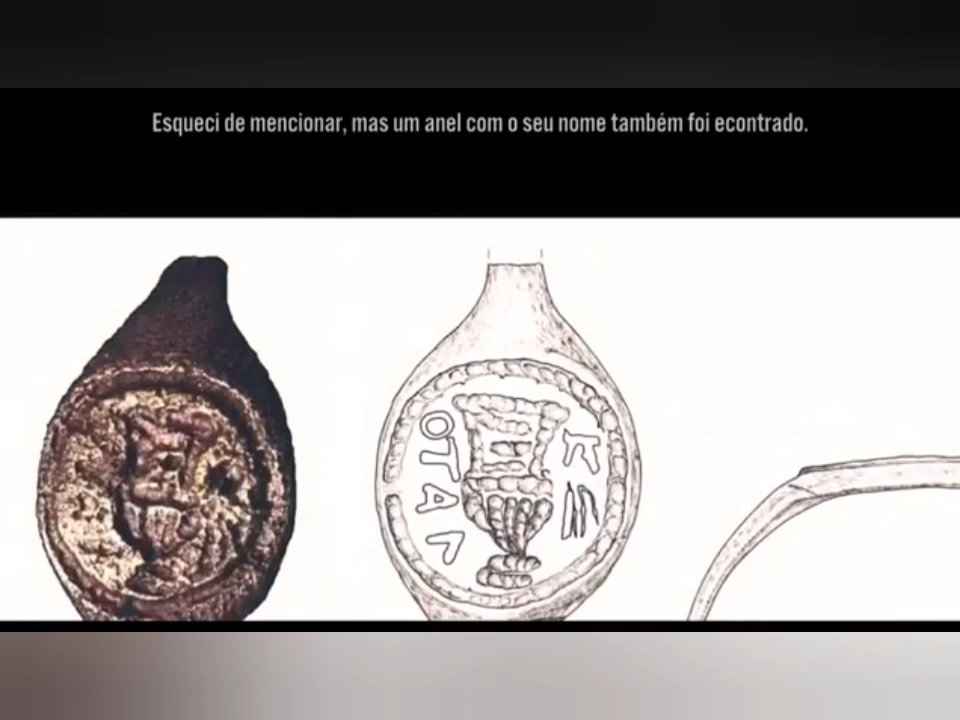 Esqueci de mencionar, mas um anel com o seu nome também foi econtrado.